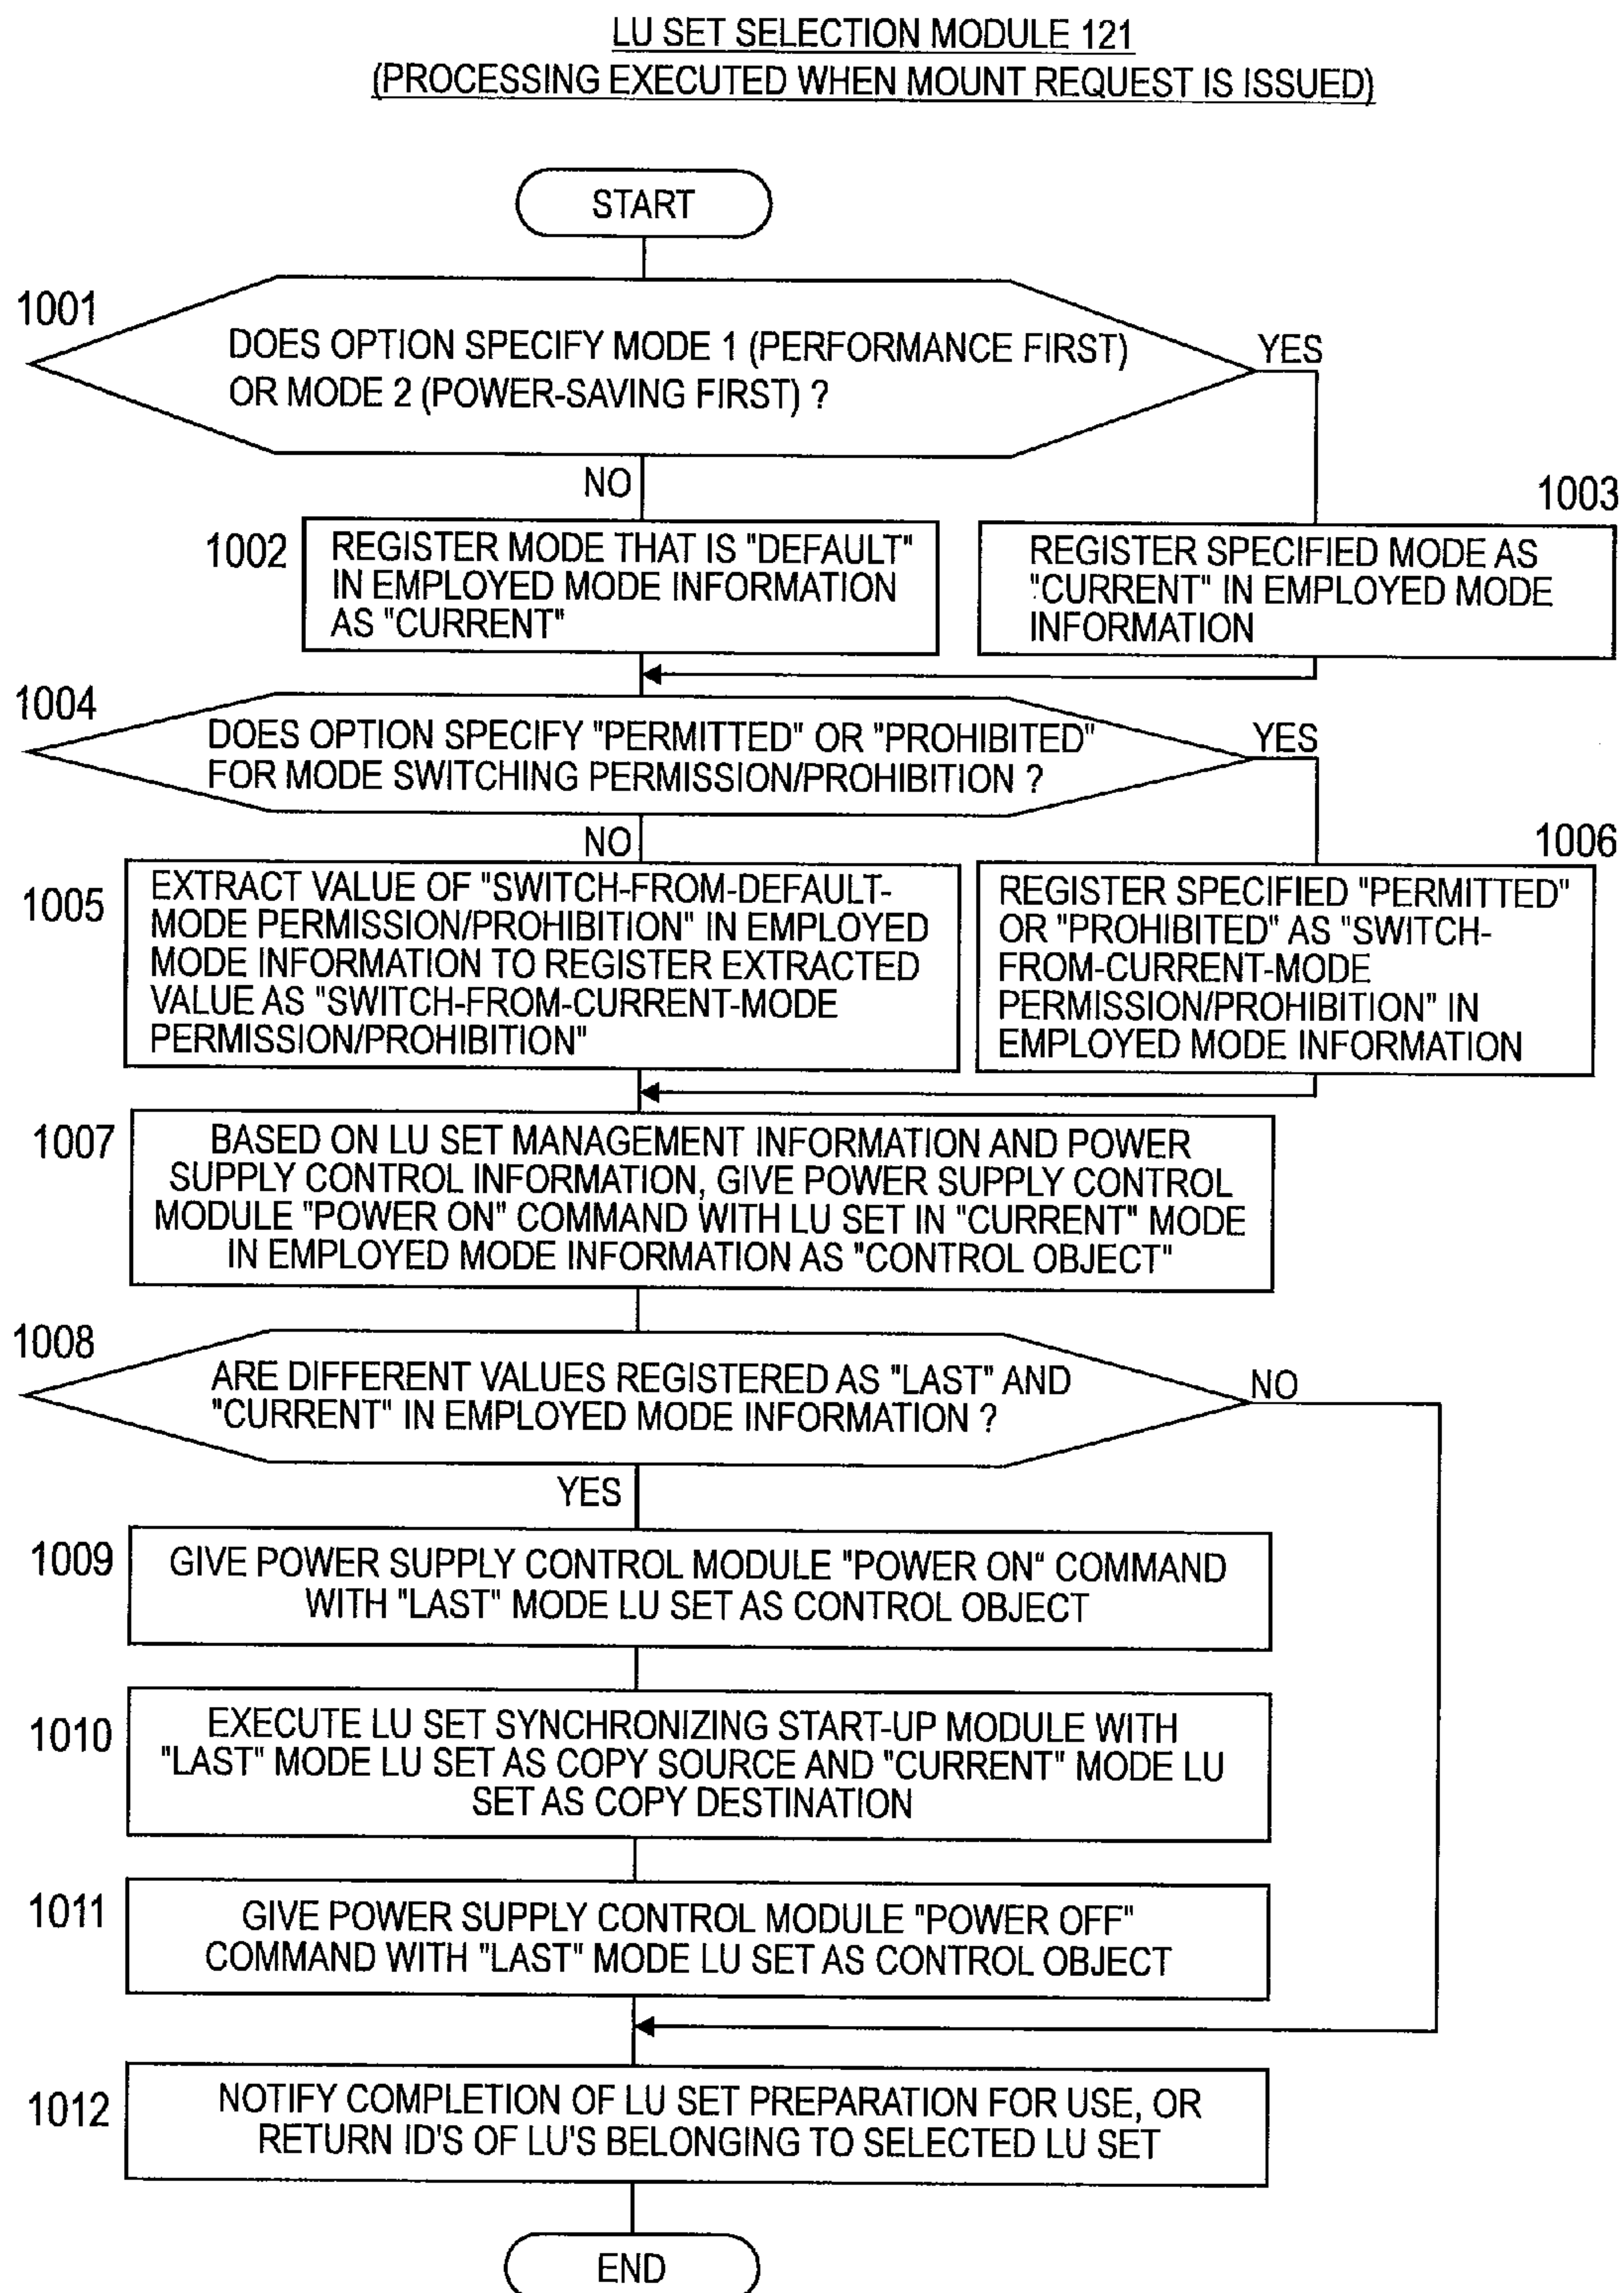 LU SET SELECTION MODULE 121
(PROCESSING EXECUTED WHEN MOUNT REQUEST IS ISSUED)
START
1001
DOES OPTION SPECIFY MODE 1 (PERFORMANCE FIRST)
OR MODE 2 (POWER-SAVING FIRST) ?
YES
NO
1002
REGISTER MODE THAT IS "DEFAULT"
IN EMPLOYED MODE INFORMATION
AS "CURRENT"
1003
REGISTER SPECIFIED MODE AS
"CURRENT" IN EMPLOYED MODE
INFORMATION
1004
DOES OPTION SPECIFY "PERMITTED" OR "PROHIBITED"
FOR MODE SWITCHING PERMISSION/PROHIBITION ?
YES
NO
1005
EXTRACT VALUE OF "SWITCH-FROM-DEFAULT-
MODE PERMISSION/PROHIBITION" IN EMPLOYED
MODE INFORMATION TO REGISTER EXTRACTED
VALUE AS "SWITCH-FROM-CURRENT-MODE
PERMISSION/PROHIBITION"
1006
REGISTER SPECIFIED "PERMITTED"
OR "PROHIBITED" AS "SWITCH-
FROM-CURRENT-MODE
PERMISSION/PROHIBITION" IN
EMPLOYED MODE INFORMATION
1007
BASED ON LU SET MANAGEMENT INFORMATION AND POWER
SUPPLY CONTROL INFORMATION, GIVE POWER SUPPLY CONTROL
MODULE "POWER ON" COMMAND WITH LU SET IN "CURRENT" MODE
IN EMPLOYED MODE INFORMATION AS "CONTROL OBJECT"
1008
ARE DIFFERENT VALUES REGISTERED AS "LAST" AND
"CURRENT" IN EMPLOYED MODE INFORMATION ?
NO
YES
1009
GIVE POWER SUPPLY CONTROL MODULE "POWER ON" COMMAND
WITH "LAST" MODE LU SET AS CONTROL OBJECT
1010
EXECUTE LU SET SYNCHRONIZING START-UP MODULE WITH
"LAST" MODE LU SET AS COPY SOURCE AND "CURRENT" MODE LU
SET AS COPY DESTINATION
1011
GIVE POWER SUPPLY CONTROL MODULE "POWER OFF"
COMMAND WITH "LAST" MODE LU SET AS CONTROL OBJECT
1012
NOTIFY COMPLETION OF LU SET PREPARATION FOR USE, OR
RETURN ID'S OF LU'S BELONGING TO SELECTED LU SET
END